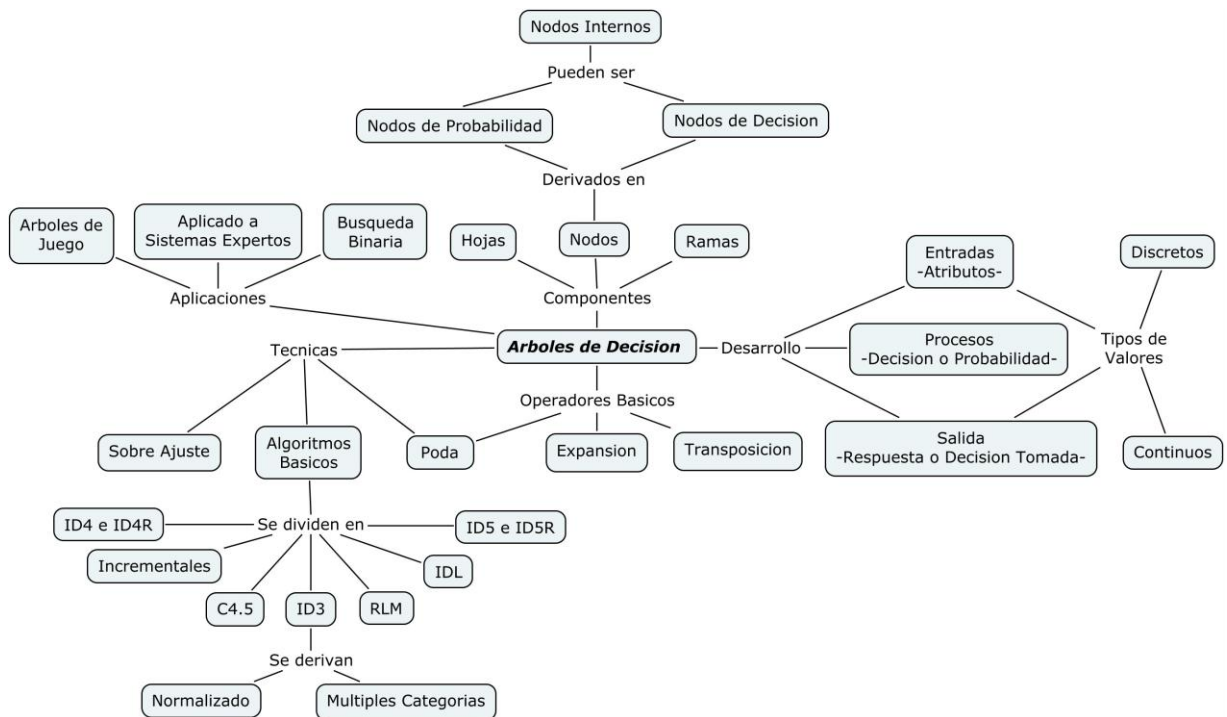 Nodos Internos
Pueden ser
Nodos de Probabilidad
Nodos de Decision
Derivados en
Arboles de
Juego
Aplicado a
Sistemas Expertos
Busqueda
Binaria
Hojas
Nodos
Ramas
Entradas
-Atributos-
Discretos
Aplicaciones
Componentes
Tecnicas
Arboles de Decision
Desarrollo
Procesos
-Decision o Probabilidad-
Tipos de
Valores
Operadores Basicos
Sobre Ajuste
Algoritmos
Basicos
Poda
Expansion
Transposicion
Salida
-Respuesta o Decision Tomada-
Continuos
ID4 e ID4R
Se dividen en
ID5 e ID5R
Incrementales
IDL
C4.5
ID3
RLM
Se derivan
Normalizado
Multiples Categorias